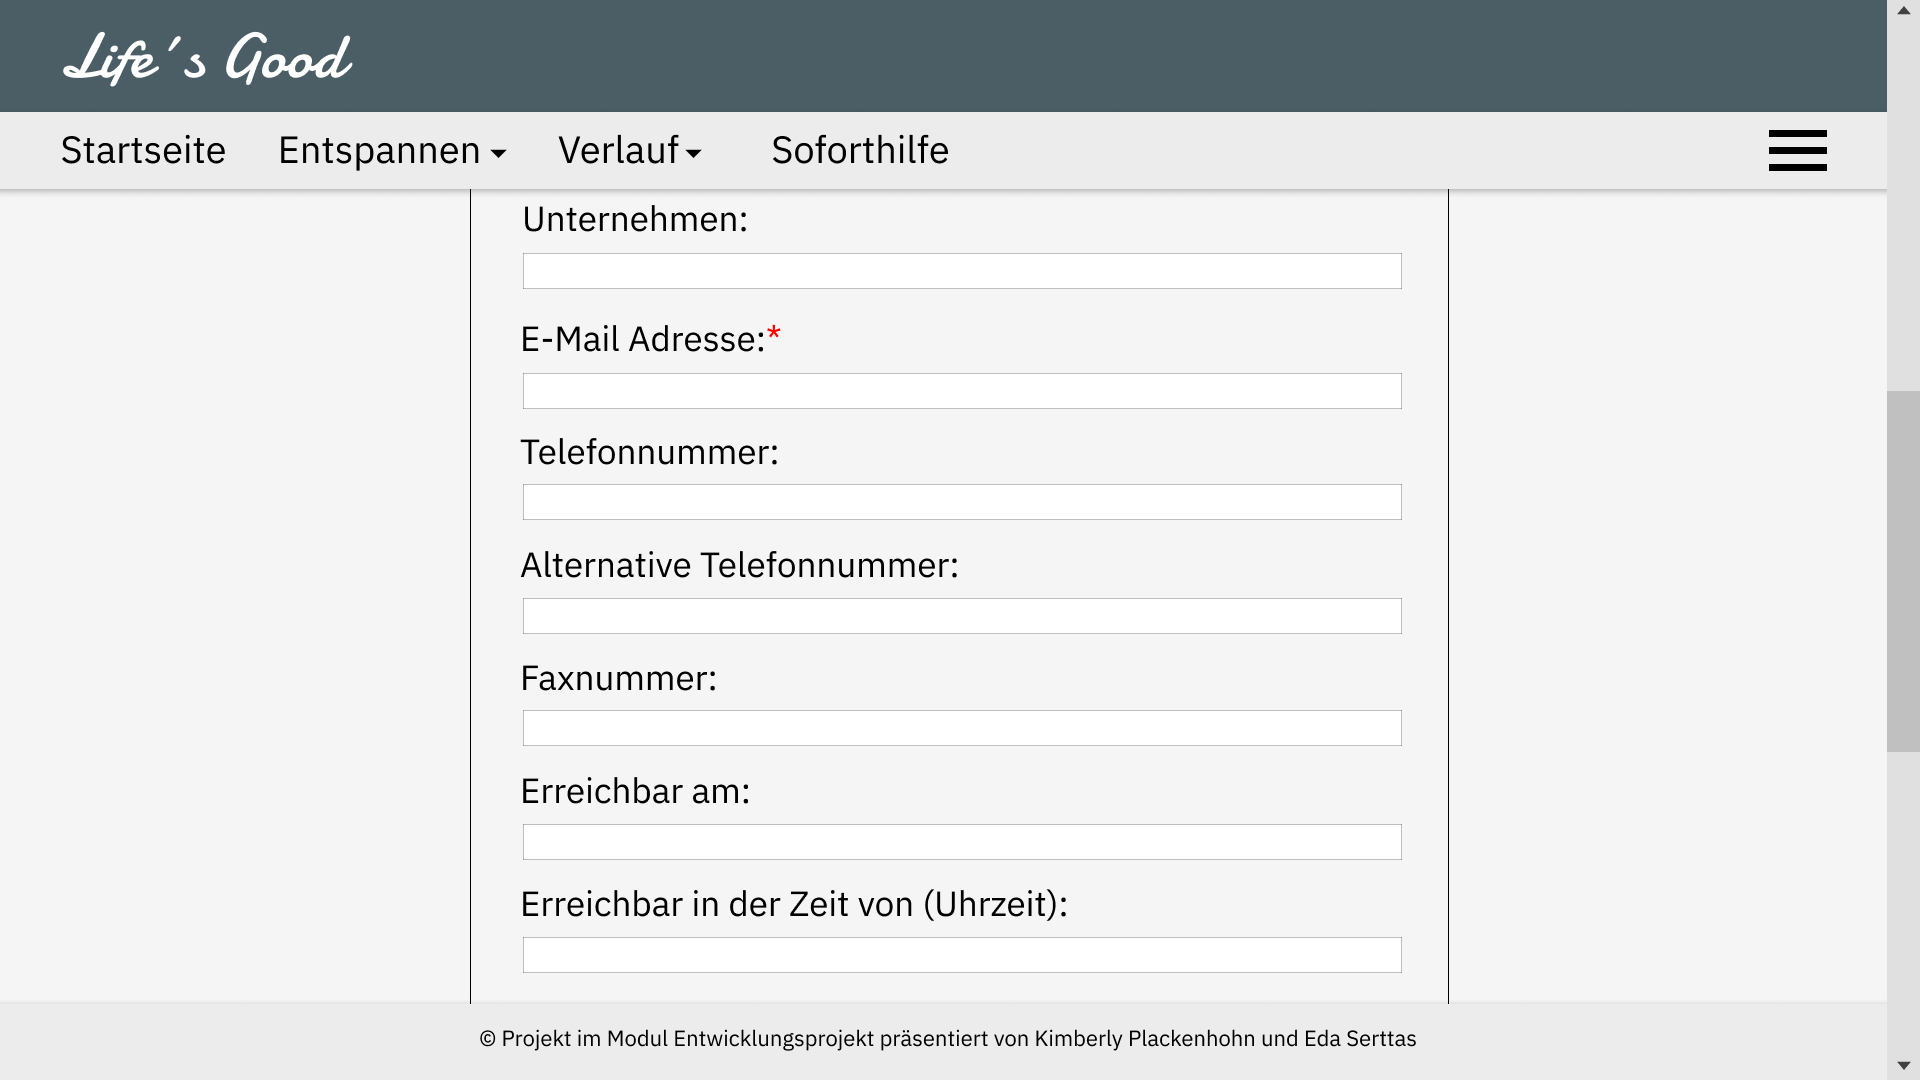 Life´s Good
Startseite Entspannen Verlauf Soforthilfe
Unternehmen:
E-Mail Adresse:*
Telefonnummer:
Alternative Telefonnummer:
Faxnummer:
Erreichbar am:
Erreichbar in der Zeit von (Uhrzeit):
© Projekt im Modul Entwicklungsprojekt präsentiert von Kimberly Plackenhohn und Eda Serttas